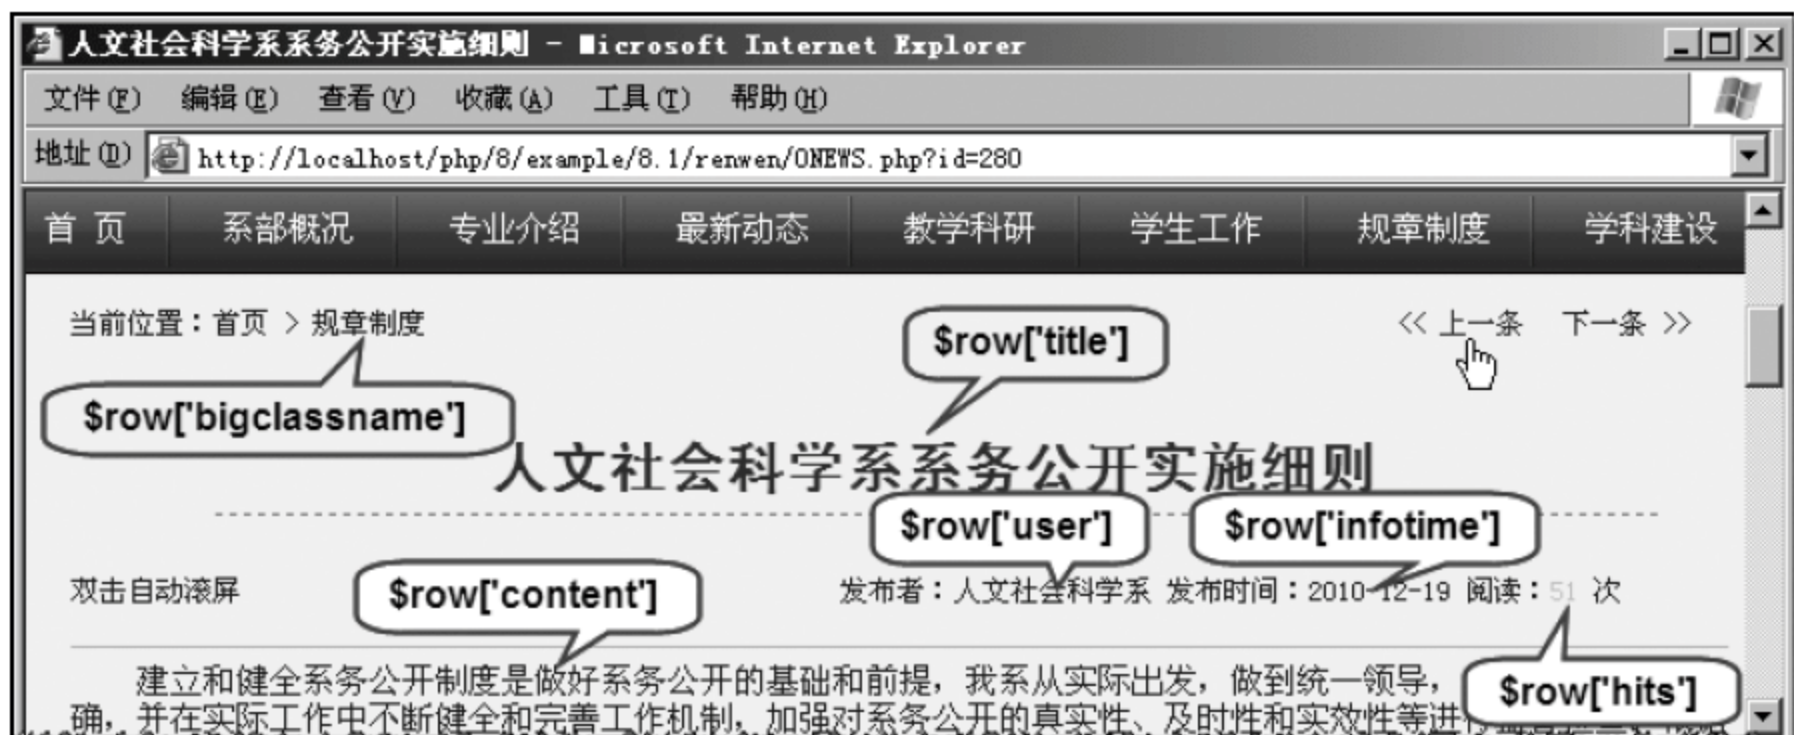 人文社会科学系系务公开实施细则 - Microsoft Internet Explorer
文件(F) 编辑(E) 查看(V) 收藏(A) 工具(T) 帮助(H)
地址(D) http://localhost/php/8/example/8.1/renwen/ONEWS.php?id=280
首 页 系部概况 专业介绍 最新动态 教学科研 学生工作 规章制度 学科建设
当前位置：首页 > 规章制度 << 上一条 下一条 >>
$row['title']
$row['bigclassname']
人文社会科学系系务公开实施细则
$row['user'] $row['infotime']
双击自动滚屏 发布者：人文社会科学系 发布时间：2010-12-19 阅读：51 次
$row['content']
建立和健全系务公开制度是做好系务公开的基础和前提，我系从实际出发，做到统一领导，
$row['hits']
确，并在实际工作中不断健全和完善工作机制，加强对系务公开的真实性、及时性和实效性等进行